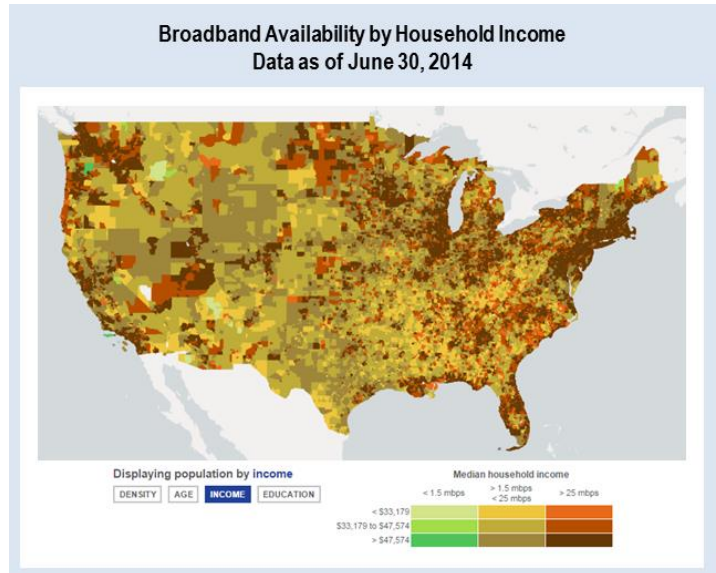 Broadband Availability by Household Income
Data as of June 30, 2014
Displaying population by income
DENSITY AGE INCOME EDUCATION
Median household income
< 1.5 mbps > 1.5 mbps < 25 mbps > 25 mbps
< $33,179
$33,179 to $47,574
> $47,574